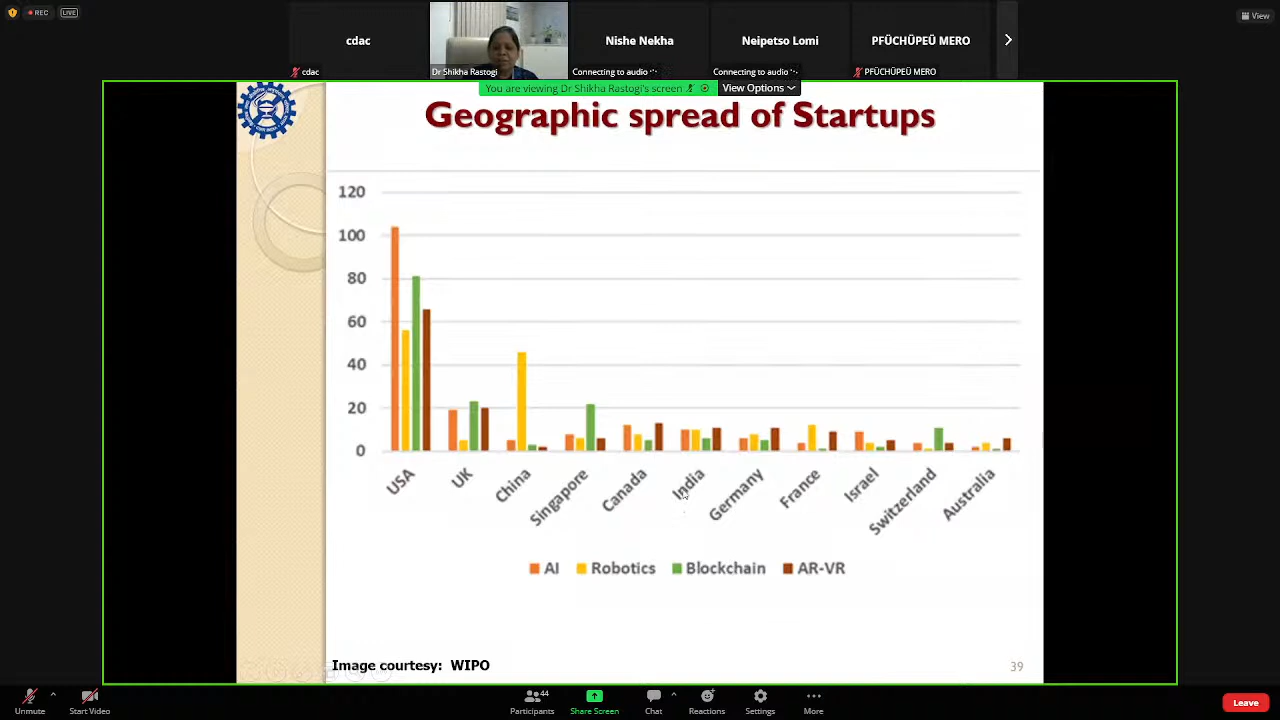 REC
LIVE
View
cdac
Nishe Nekha
Neipetso Lomi
PFÜCHÜPEÜ MERO
cdac
Dr Shikha Rastogi
Connecting to audio
Connecting to audio
PFÜCHÜPEÜ MERO
You are viewing Dr Shikha Rastogi's screen
View Options
Geographic spread of Startups
120
100
80
60
40
20
0
USA
UK
China
Singapore
Canada
India
Germany
France
Israel
Switzerland
Australia
AI
Robotics
Blockchain
AR-VR
Image courtesy: WIPO
39
Unmute
Start Video
Participants
44
Share Screen
Chat
Reactions
Settings
More
Leave